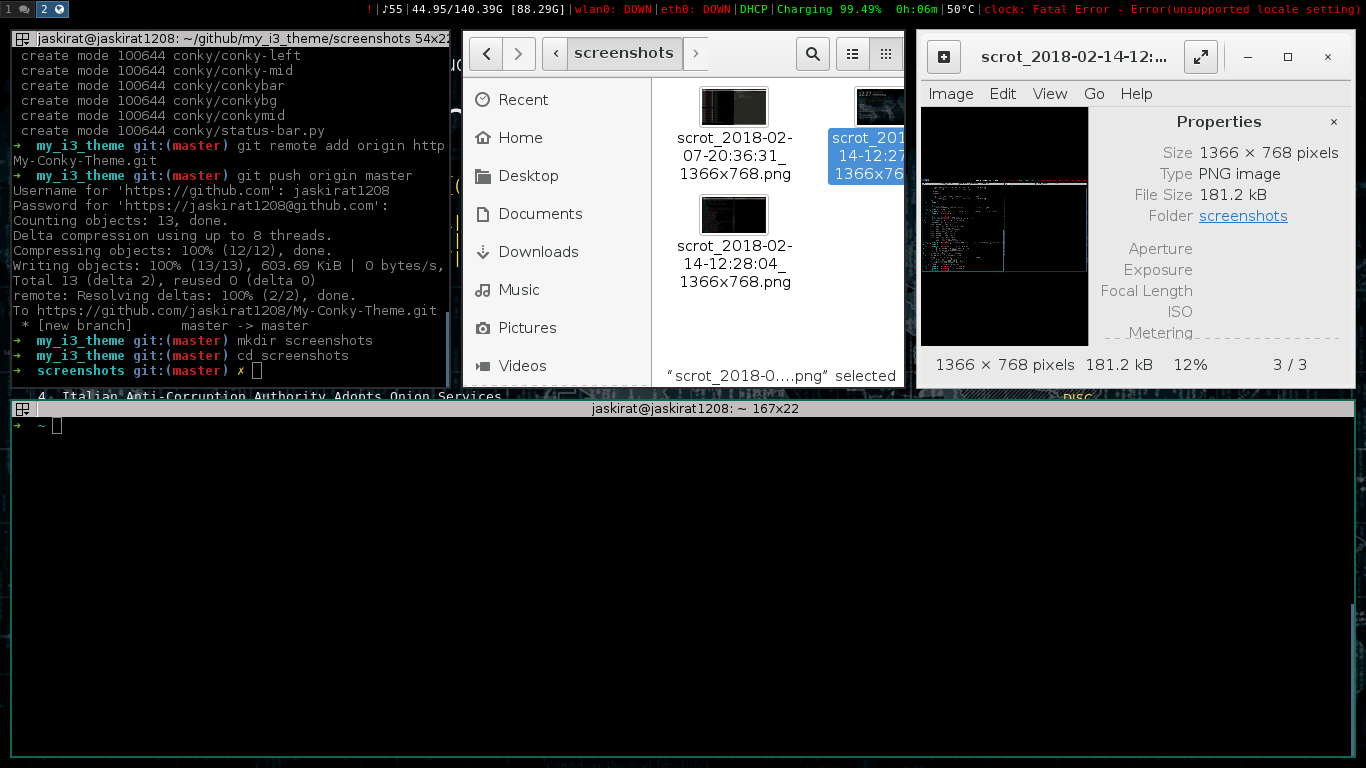 1 2
!|♪55|44.95/140.39G [88.29G]|wlan0: DOWN|eth0: DOWN|DHCP|Charging 99.49% 0h:06m|50°C|clock: Fatal Error - Error(unsupported locale setting)
jaskirat@jaskirat1208: ~/github/my_i3_theme/screenshots 54x22
create mode 100644 conky/conky-left
create mode 100644 conky/conky-mid
create mode 100644 conky/conkybar
create mode 100644 conky/conkybg
create mode 100644 conky/conkymid
create mode 100644 conky/status-bar.py
➜ my_i3_theme git:(master) git remote add origin http
My-Conky-Theme.git
➜ my_i3_theme git:(master) git push origin master
Username for 'https://github.com': jaskirat1208
Password for 'https://jaskirat1208@github.com':
Counting objects: 13, done.
Delta compression using up to 8 threads.
Compressing objects: 100% (12/12), done.
Writing objects: 100% (13/13), 603.69 KiB | 0 bytes/s,
Total 13 (delta 2), reused 0 (delta 0)
remote: Resolving deltas: 100% (2/2), done.
To https://github.com/jaskirat1208/My-Conky-Theme.git
* [new branch] master -> master
➜ my_i3_theme git:(master) mkdir screenshots
➜ my_i3_theme git:(master) cd screenshots
➜ screenshots git:(master) ✗
screenshots
Recent
Home
Desktop
Documents
Downloads
Music
Pictures
Videos
scrot_2018-02-
07-20:36:31_
1366x768.png
scrot_201
14-12:27
1366x76
scrot_2018-02-
14-12:28:04_
1366x768.png
“scrot_2018-0....png” selected
scrot_2018-02-14-12:...
Image Edit View Go Help
Properties
Size 1366 × 768 pixels
Type PNG image
File Size 181.2 kB
Folder screenshots
Aperture
Exposure
Focal Length
ISO
Metering
1366 × 768 pixels 181.2 kB 12% 3 / 3
4. Italian Anti-Corruption Authority Adopts Onion Services
DISC
jaskirat@jaskirat1208: ~ 167x22
➜ ~